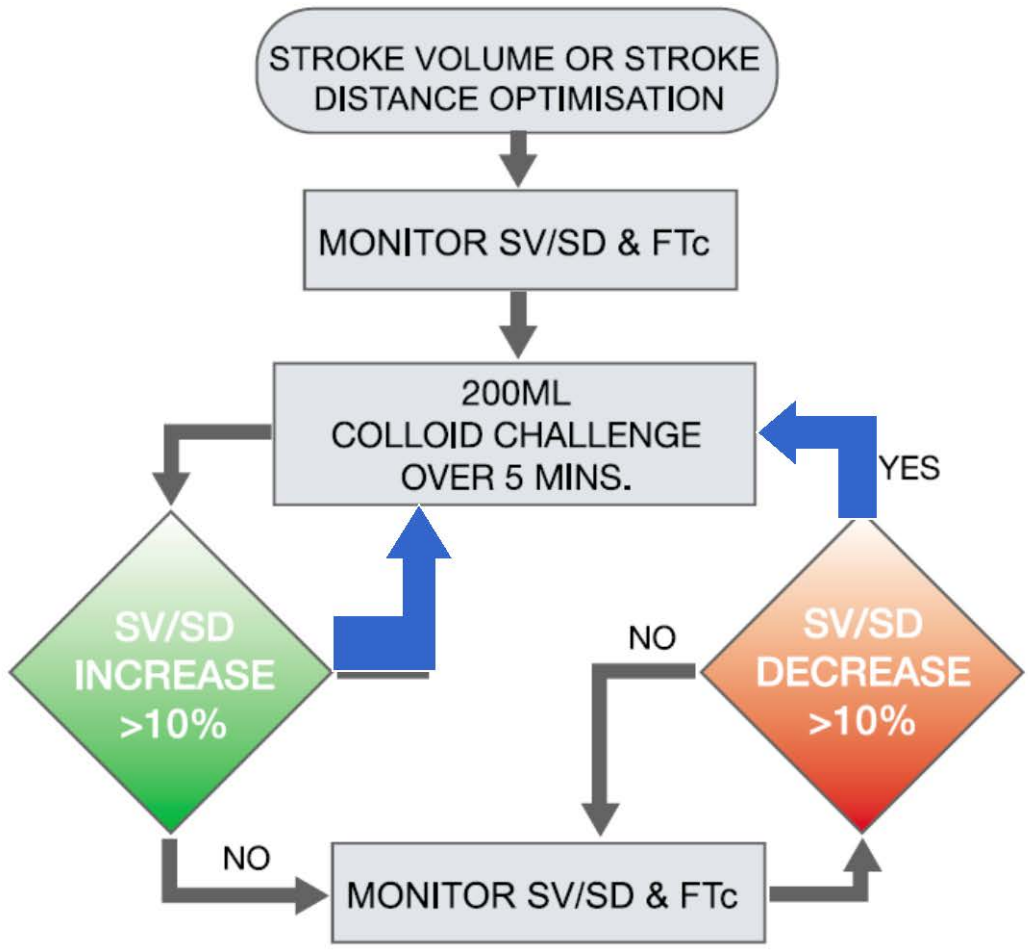 STROKE VOLUME OR STROKE
DISTANCE OPTIMISATION
MONITOR SV/SD & FTc
200ML
COLLOID CHALLENGE
OVER 5 MINS.
YES
SV/SD
INCREASE
>10%
NO
SV/SD
DECREASE
>10%
NO
MONITOR SV/SD & FTc